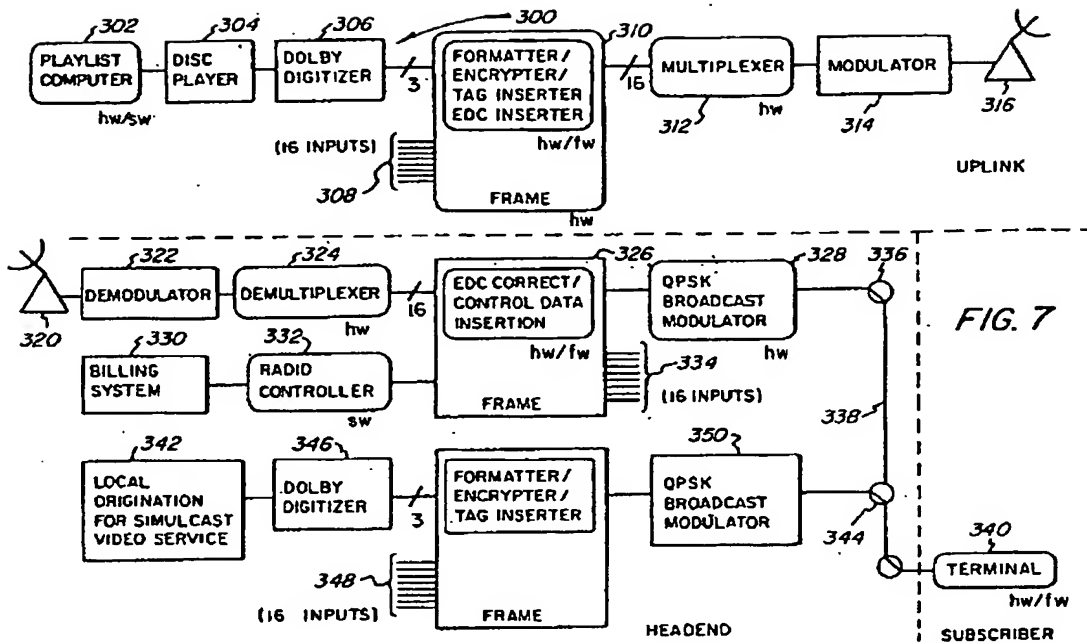 302
304
306
300
310
PLAYLIST
COMPUTER
hw/sw
DISC
PLAYER
DOLBY
DIGITIZER
3
FORMATTER/
ENCRYPTER/
TAG INSERTER
EDC INSERTER
hw/fw
(16 INPUTS)
308
FRAME
hw
16
MULTIPLEXER
312
hw
MODULATOR
314
316
UPLINK
322
324
326
328
336
320
DEMODULATOR
DEMULTIPLEXER
hw
16
EDC CORRECT/
CONTROL DATA
INSERTION
hw/fw
QPSK
BROADCAST
MODULATOR
hw
FIG. 7
330
332
334
BILLING
SYSTEM
RADIO
CONTROLLER
sw
FRAME
(16 INPUTS)
338
342
346
350
LOCAL
ORIGINATION
FOR SIMULCAST
VIDEO SERVICE
DOLBY
DIGITIZER
3
FORMATTER/
ENCRYPTER/
TAG INSERTER
QPSK
BROADCAST
MODULATOR
344
340
348
(16 INPUTS)
FRAME
TERMINAL
hw/fw
HEADEND
SUBSCRIBER